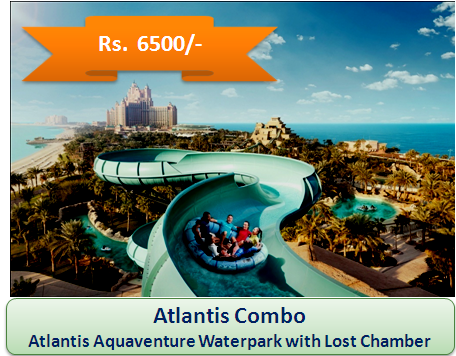 Rs. 6500/-
Atlantis Combo
Atlantis Aquaventure Waterpark with Lost Chamber